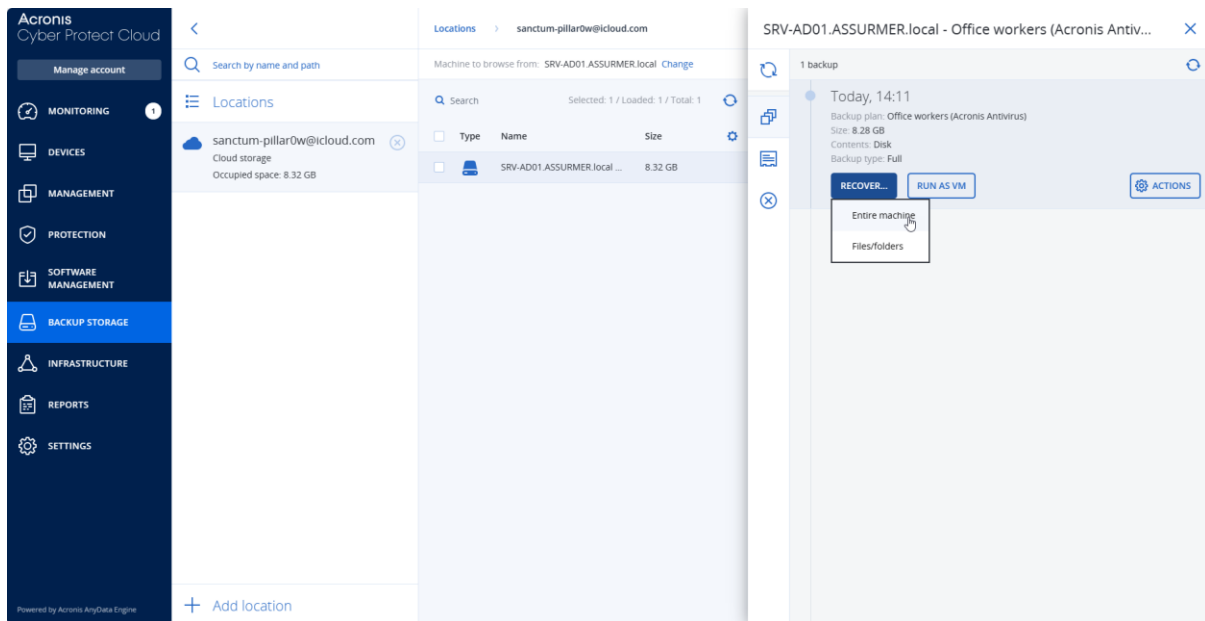 Acronis
Cyber Protect Cloud
Manage account
MONITORING
1
DEVICES
MANAGEMENT
PROTECTION
SOFTWARE
MANAGEMENT
BACKUP STORAGE
INFRASTRUCTURE
REPORTS
SETTINGS
Powered by Acronis AnyData Engine
Search by name and path
Locations
sanctum-pillar0w@icloud.com
Cloud storage
Occupied space: 8.32 GB
Add location
Locations > sanctum-pillar0w@icloud.com
Machine to browse from: SRV-AD01.ASSURMER.local Change
Search Selected: 1 / Loaded: 1 / Total: 1
Type Name Size
SRV-AD01.ASSURMER.local ... 8.32 GB
SRV-AD01.ASSURMER.local - Office workers (Acronis Antiv...
1 backup
Today, 14:11
Backup plan: Office workers (Acronis Antivirus)
Size: 8.28 GB
Contents: Disk
Backup type: Full
RECOVER... RUN AS VM ACTIONS
Entire machine
Files/folders